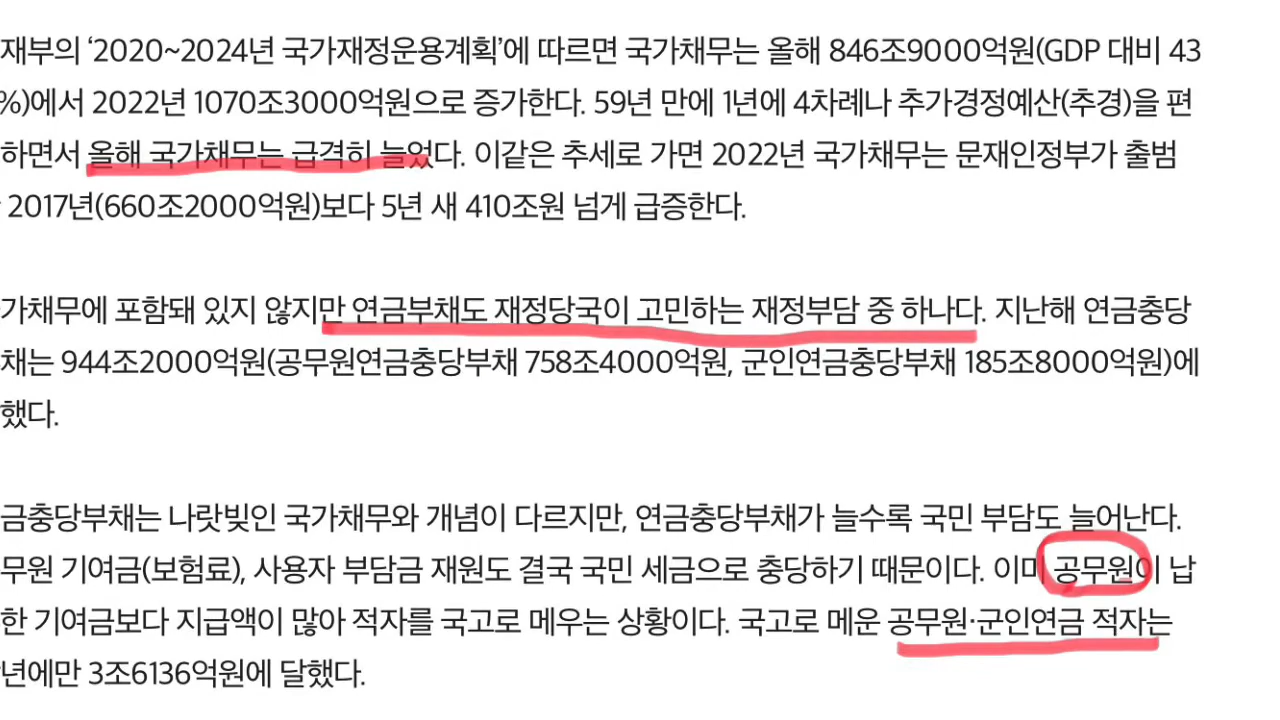 재부의 ‘2020~2024년 국가재정운용계획’에 따르면 국가채무는 올해 846조9000억원(GDP 대비 43
%)에서 2022년 1070조3000억원으로 증가한다. 59년 만에 1년에 4차례나 추가경정예산(추경)을 편
하면서 올해 국가채무는 급격히 늘었다. 이같은 추세로 가면 2022년 국가채무는 문재인정부가 출범
2017년(660조2000억원)보다 5년 새 410조원 넘게 급증한다.
가채무에 포함돼 있지 않지만 연금부채도 재정당국이 고민하는 재정부담 중 하나다. 지난해 연금충당
채는 944조2000억원(공무원연금충당부채 758조4000억원, 군인연금충당부채 185조8000억원)에
했다.
금충당부채는 나랏빚인 국가채무와 개념이 다르지만, 연금충당부채가 늘수록 국민 부담도 늘어난다.
무원 기여금(보험료), 사용자 부담금 재원도 결국 국민 세금으로 충당하기 때문이다. 이미 공무원이 납
한 기여금보다 지급액이 많아 적자를 국고로 메우는 상황이다. 국고로 메운 공무원·군인연금 적자는
년에만 3조6136억원에 달했다.